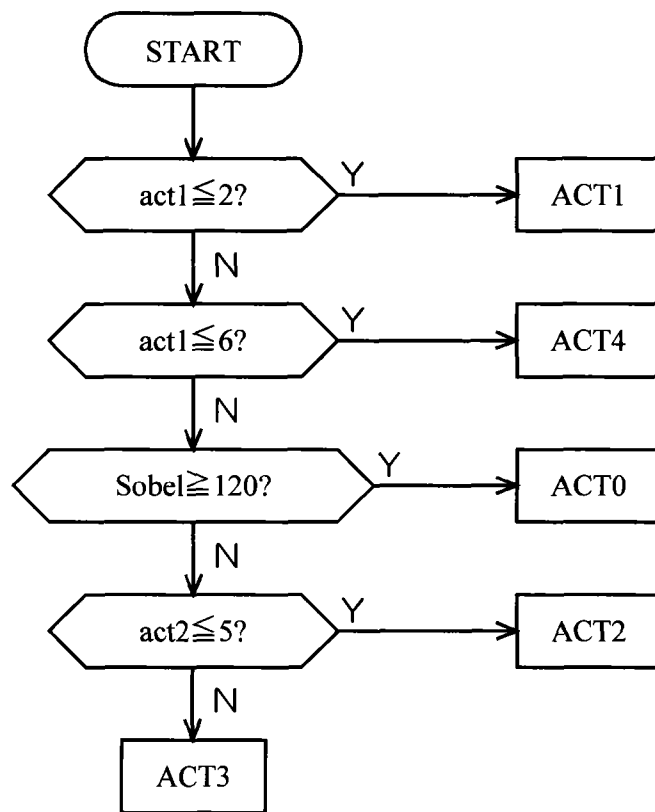 START
act1≦2?
Y
ACT1
N
act1≦6?
Y
ACT4
N
Sobel≧120?
Y
ACT0
N
act2≦5?
Y
ACT2
N
ACT3